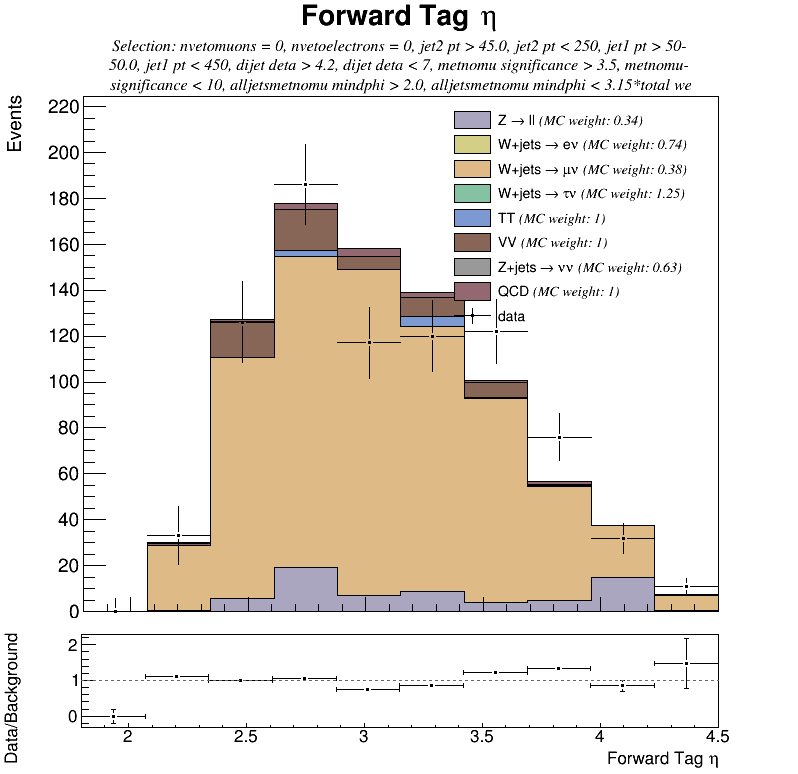 Forward Tag η
Selection: nvetomuons = 0, nvetoelectrons = 0, jet2 pt > 45.0, jet2 pt < 250, jet1 pt > 50-
50.0, jet1 pt < 450, dijet deta > 4.2, dijet deta < 7, metnomu significance > 3.5, metnomu-
significance < 10, alljetsmetnomu mindphi > 2.0, alljetsmetnomu mindphi < 3.15*total we
Events
220
200
180
160
140
120
100
80
60
40
20
0
Z → ll (MC weight: 0.34)
W+jets → eν (MC weight: 0.74)
W+jets → μν (MC weight: 0.38)
W+jets → τν (MC weight: 1.25)
TT (MC weight: 1)
VV (MC weight: 1)
Z+jets → νν (MC weight: 0.63)
QCD (MC weight: 1)
data
Data/Background
2
1
0
2 2.5 3 3.5 4 4.5
Forward Tag η